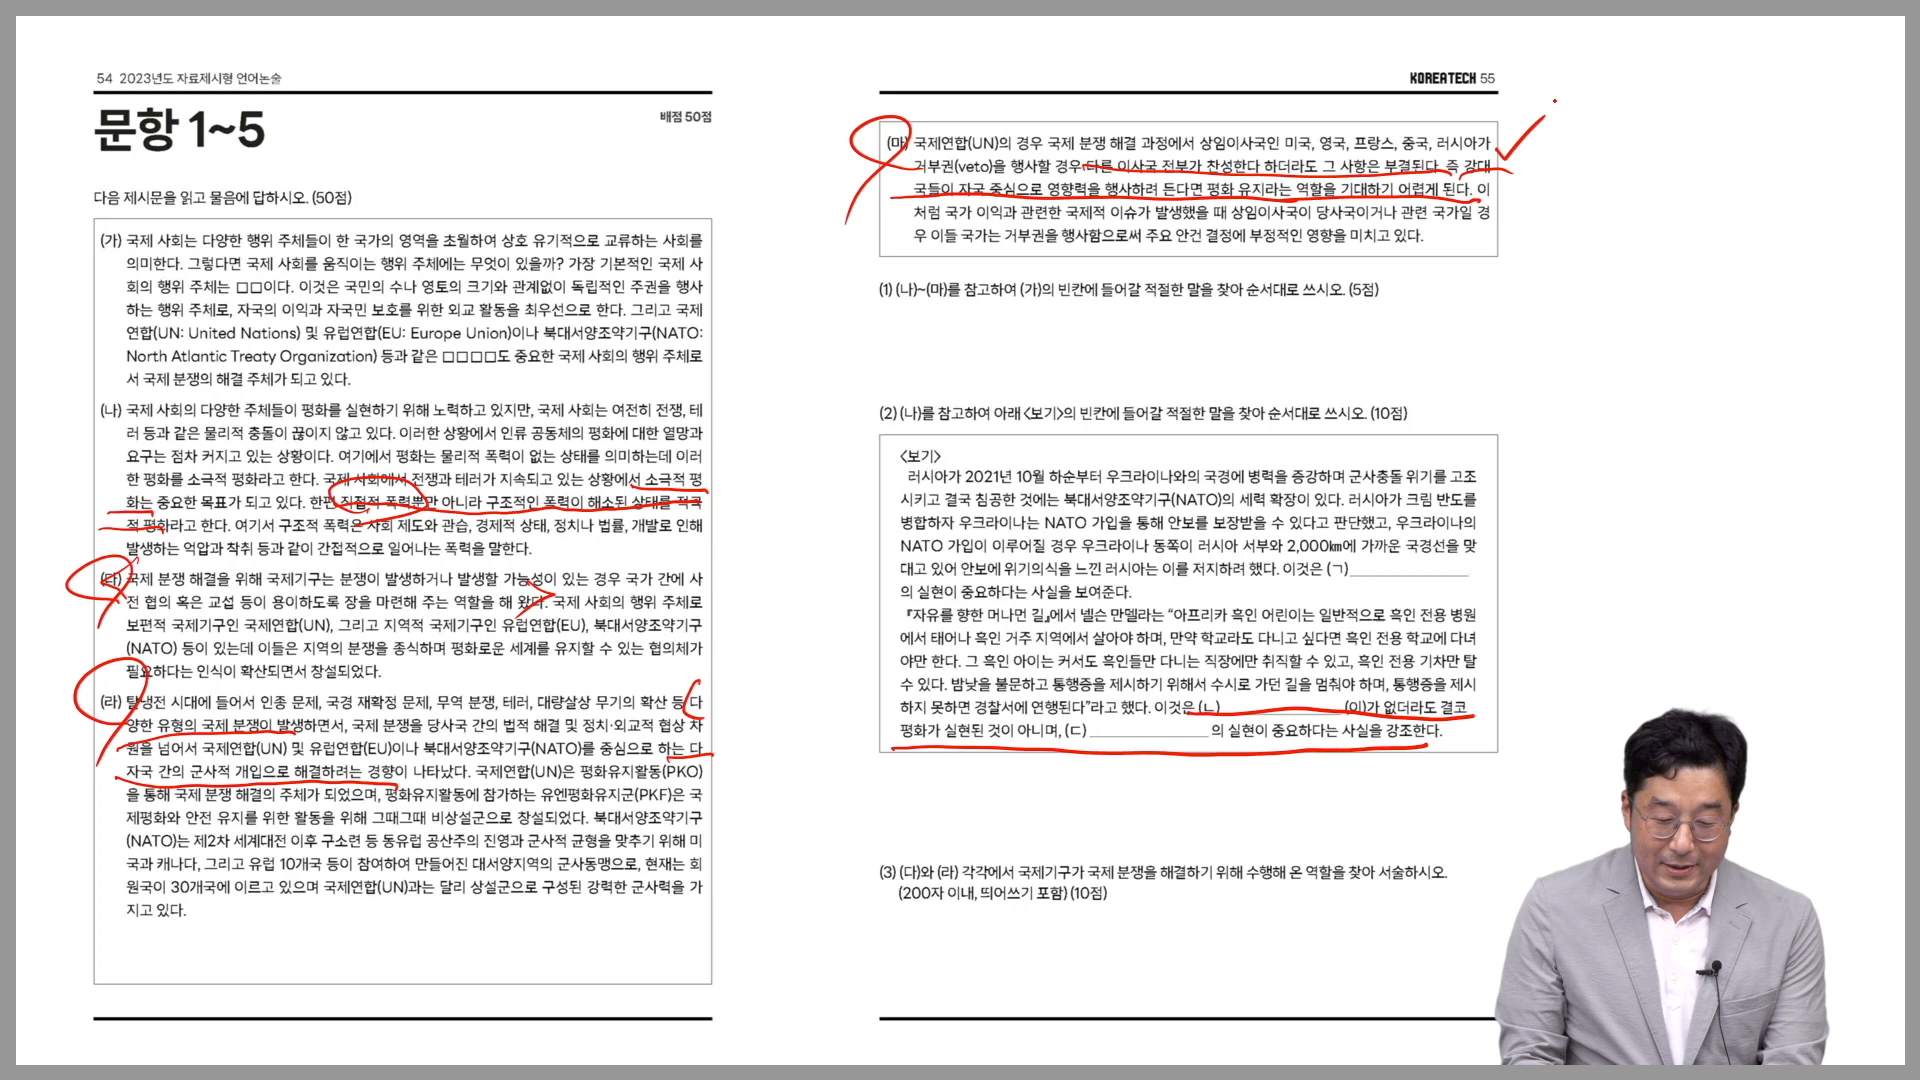 54 2023년도 자료제시형 언어논술
문항 1~5
배점 50점
다음 제시문을 읽고 물음에 답하시오. (50점)
(가) 국제 사회는 다양한 행위 주체들이 한 국가의 영역을 초월하여 상호 유기적으로 교류하는 사회를
의미한다. 그렇다면 국제 사회를 움직이는 행위 주체에는 무엇이 있을까? 가장 기본적인 국제 사
회의 행위 주체는 □□이다. 이것은 국민의 수나 영토의 크기와 관계없이 독립적인 주권을 행사
하는 행위 주체로, 자국의 이익과 자국민 보호를 위한 외교 활동을 최우선으로 한다. 그리고 국제
연합(UN: United Nations) 및 유럽연합(EU: Europe Union)이나 북대서양조약기구(NATO:
North Atlantic Treaty Organization) 등과 같은 □□□□도 중요한 국제 사회의 행위 주체로
서 국제 분쟁의 해결 주체가 되고 있다.
(나) 국제 사회의 다양한 주체들이 평화를 실현하기 위해 노력하고 있지만, 국제 사회는 여전히 전쟁, 테
러 등과 같은 물리적 충돌이 끊이지 않고 있다. 이러한 상황에서 인류 공동체의 평화에 대한 열망과
요구는 점차 커지고 있는 상황이다. 여기에서 평화는 물리적 폭력이 없는 상태를 의미하는데 이러
한 평화를 소극적 평화라고 한다. 국제 사회에서 전쟁과 테러가 지속되고 있는 상황에서 소극적 평
화는 중요한 목표가 되고 있다. 한편 직접적 폭력뿐만 아니라 구조적인 폭력이 해소된 상태를 적극
적 평화라고 한다. 여기서 구조적 폭력은 사회 제도와 관습, 경제적 상태, 정치나 법률, 개발로 인해
발생하는 억압과 착취 등과 같이 간접적으로 일어나는 폭력을 말한다.
(다) 국제 분쟁 해결을 위해 국제기구는 분쟁이 발생하거나 발생할 가능성이 있는 경우 국가 간에 사
전 협의 혹은 교섭 등이 용이하도록 장을 마련해 주는 역할을 해 왔다. 국제 사회의 행위 주체로
보편적 국제기구인 국제연합(UN), 그리고 지역적 국제기구인 유럽연합(EU), 북대서양조약기구
(NATO) 등이 있는데 이들은 지역의 분쟁을 종식하며 평화로운 세계를 유지할 수 있는 협의체가
필요하다는 인식이 확산되면서 창설되었다.
(라) 탈냉전 시대에 들어서 인종 문제, 국경 재확정 문제, 무역 분쟁, 테러, 대량살상 무기의 확산 등 다
양한 유형의 국제 분쟁이 발생하면서, 국제 분쟁을 당사국 간의 법적 해결 및 정치·외교적 협상 차
원을 넘어서 국제연합(UN) 및 유럽연합(EU)이나 북대서양조약기구(NATO)를 중심으로 하는 다
자국 간의 군사적 개입으로 해결하려는 경향이 나타났다. 국제연합(UN)은 평화유지활동(PKO)
을 통해 국제 분쟁 해결의 주체가 되었으며, 평화유지활동에 참가하는 유엔평화유지군(PKF)은 국
제평화와 안전 유지를 위한 활동을 위해 그때그때 비상설군으로 창설되었다. 북대서양조약기구
(NATO)는 제2차 세계대전 이후 구소련 등 동유럽 공산주의 진영과 군사적 균형을 맞추기 위해 미
국과 캐나다, 그리고 유럽 10개국 등이 참여하여 만들어진 대서양지역의 군사동맹으로, 현재는 회
원국이 30개국에 이르고 있으며 국제연합(UN)과는 달리 상설군으로 구성된 강력한 군사력을 가
지고 있다.
KOREATECH 55
(마) 국제연합(UN)의 경우 국제 분쟁 해결 과정에서 상임이사국인 미국, 영국, 프랑스, 중국, 러시아가
거부권(veto)을 행사할 경우 다른 이사국 전부가 찬성한다 하더라도 그 사항은 부결된다. 즉 강대
국들이 자국 중심으로 영향력을 행사하려 든다면 평화 유지라는 역할을 기대하기 어렵게 된다. 이
처럼 국가 이익과 관련한 국제적 이슈가 발생했을 때 상임이사국이 당사국이거나 관련 국가일 경
우 이들 국가는 거부권을 행사함으로써 주요 안건 결정에 부정적인 영향을 미치고 있다.
(1) (나)~(마)를 참고하여 (가)의 빈칸에 들어갈 적절한 말을 찾아 순서대로 쓰시오. (5점)
(2) (나)를 참고하여 아래 <보기>의 빈칸에 들어갈 적절한 말을 찾아 순서대로 쓰시오. (10점)
<보기>
러시아가 2021년 10월 하순부터 우크라이나와의 국경에 병력을 증강하며 군사충돌 위기를 고조
시키고 결국 침공한 것에는 북대서양조약기구(NATO)의 세력 확장이 있다. 러시아가 크림 반도를
병합하자 우크라이나는 NATO 가입을 통해 안보를 보장받을 수 있다고 판단했고, 우크라이나의
NATO 가입이 이루어질 경우 우크라이나 동쪽이 러시아 서부와 2,000㎞에 가까운 국경선을 맞
대고 있어 안보에 위기의식을 느낀 러시아는 이를 저지하려 했다. 이것은 (ㄱ)________________
의 실현이 중요하다는 사실을 보여준다.
『자유를 향한 머나먼 길』에서 넬슨 만델라는 “아프리카 흑인 어린이는 일반적으로 흑인 전용 병원
에서 태어나 흑인 거주 지역에서 살아야 하며, 만약 학교라도 다니고 싶다면 흑인 전용 학교에 다녀
야만 한다. 그 흑인 아이는 커서도 흑인들만 다니는 직장에만 취직할 수 있고, 흑인 전용 기차만 탈
수 있다. 밤낮을 불문하고 통행증을 제시하기 위해서 수시로 가던 길을 멈춰야 하며, 통행증을 제시
하지 못하면 경찰서에 연행된다”라고 했다. 이것은 (ㄴ)________________(이)가 없더라도 결코
평화가 실현된 것이 아니며, (ㄷ) ________________ 의 실현이 중요하다는 사실을 강조한다.
(3) (다)와 (라) 각각에서 국제기구가 국제 분쟁을 해결하기 위해 수행해 온 역할을 찾아 서술하시오.
(200자 이내, 띄어쓰기 포함) (10점)